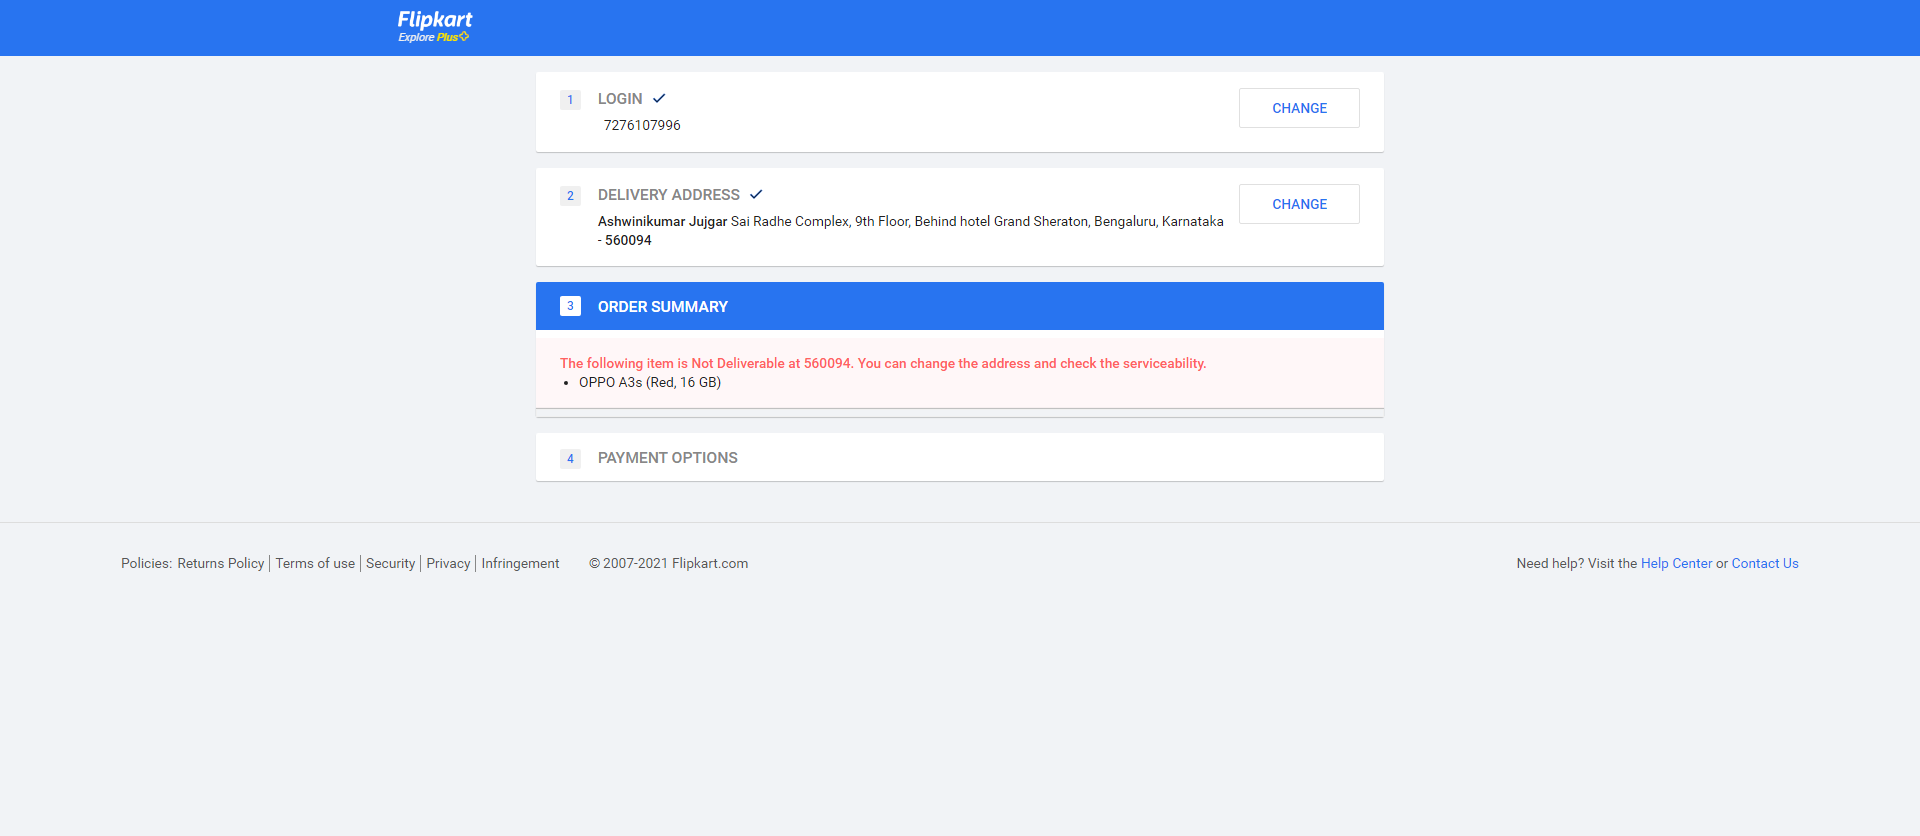 Flipkart
Explore Plus
1 LOGIN
CHANGE
7276107996
2 DELIVERY ADDRESS
CHANGE
Ashwinikumar Jujgar Sai Radhe Complex, 9th Floor, Behind hotel Grand Sheraton, Bengaluru, Karnataka
- 560094
3 ORDER SUMMARY
The following item is Not Deliverable at 560094. You can change the address and check the serviceability.
• OPPO A3s (Red, 16 GB)
4 PAYMENT OPTIONS
Policies: Returns Policy | Terms of use | Security | Privacy | Infringement © 2007-2021 Flipkart.com Need help? Visit the Help Center or Contact Us